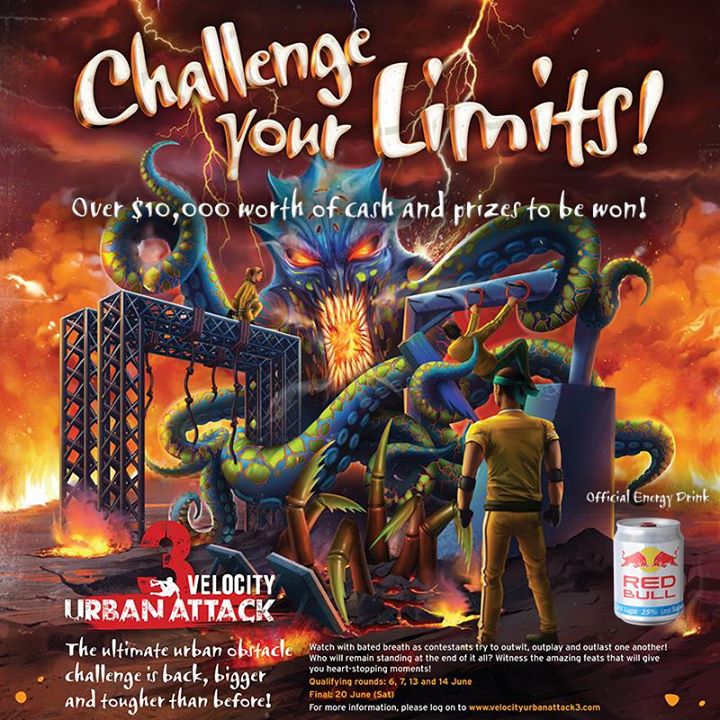 Challenge
your Limits!
Over $10,000 worth of cash and prizes to be won!
Official Energy Drink
RED
BULL
25% Less Sugar
3
VELOCITY
URBAN ATTACK
The ultimate urban obstacle
challenge is back, bigger
and tougher than before!
Watch with bated breath as contestants try to outwit, outplay and outlast one another!
Who will remain standing at the end of it all? Witness the amazing feats that will give
you heart-stopping moments!
Qualifying rounds: 6, 7, 13 and 14 June
Final: 20 June (Sat)
For more information, please log on to www.velocityurbanattack3.com